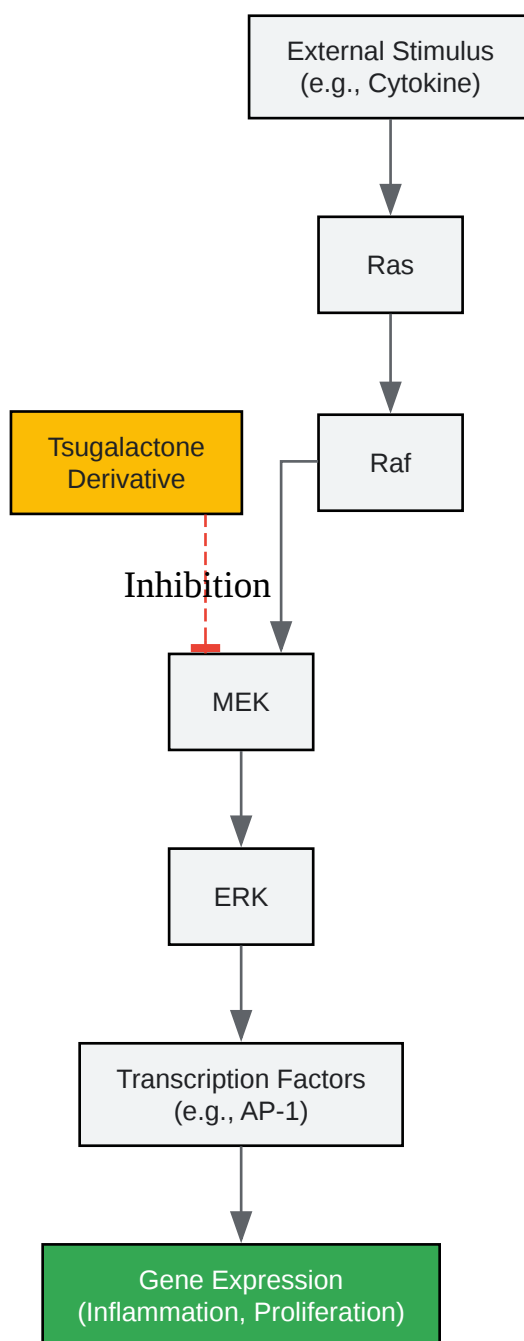 External Stimulus
(e.g., Cytokine)
Ras
Tsugalactone
Derivative
Raf
Inhibition
MEK
ERK
Transcription Factors
(e.g., AP-1)
Gene Expression
(Inflammation, Proliferation)